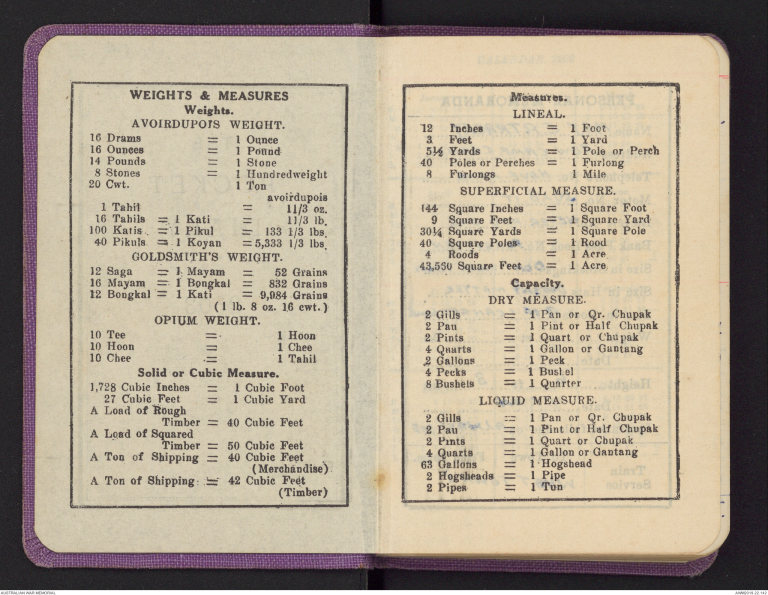 WEIGHTS & MEASURES
Weights.
AVOIRDUPOIS WEIGHT.
16 Drams = 1 Ounce
16 Ounces = 1 Pound
14 Pounds = 1 Stone
8 Stones = 1 Hundredweight
20 Cwt. 1 Ton
avoirdupois
1 Tahil = 11/3 oz.
16 Tahils = 1 Kati = 11/3 lb.
100 Katis = 1 Pikul = 133 1/3 lbs.
40 Pikuls = 1 Koyan = 5,333 1/3 lbs.
GOLDSMITH'S WEIGHT.
12 Saga = 1 Mayam = 52 Grains
16 Mayam = 1 Bongkal = 832 Grains
12 Bongkal = 1 Kati = 9,984 Grains
(1 lb. 8 oz. 16 cwt.)
OPIUM WEIGHT.
10 Tee = 1 Hoon
10 Hoon = 1 Chee
10 Chee = 1 Tahil
Solid or Cubic Measure.
1,728 Cubic Inches = 1 Cubic Foot
27 Cubic Feet = 1 Cubic Yard
A Load of Rough
Timber = 40 Cubic Feet
A Load of Squared
Timber = 50 Cubic Feet
A Ton of Shipping = 40 Cubic Feet
(Merchandise)
A Ton of Shipping = 42 Cubic Feet
(Timber)
Measures.
LINEAL.
12 Inches = 1 Foot
3 Feet = 1 Yard
5½ Yards = 1 Pole or Perch
40 Poles or Perches = 1 Furlong
8 Furlongs 1 Mile
SUPERFICIAL MEASURE.
144 Square Inches = 1 Square Foot
9 Square Feet = 1 Square Yard
30¼ Square Yards = 1 Square Pole
40 Square Poles = 1 Rood
4 Roods = 1 Acre
43,560 Square Feet = 1 Acre
Capacity.
DRY MEASURE.
2 Gills = 1 Pan or Qr. Chupak
2 Pau = 1 Pint or Half Chupak
2 Pints = 1 Quart or Chupak
4 Quarts = 1 Gallon or Gantang
2 Gallons = 1 Peck
4 Pecks = 1 Bushel
8 Bushels = 1 Quarter
LIQUID MEASURE.
2 Gills = 1 Pan or Qr. Chupak
2 Pau = 1 Pint or Half Chupak
2 Pints = 1 Quart or Chupak
4 Quarts = 1 Gallon or Gantang
63 Gallons = 1 Hogshead
2 Hogsheads = 1 Pipe
2 Pipes = 1 Tun
AUSTRALIAN WAR MEMORIAL